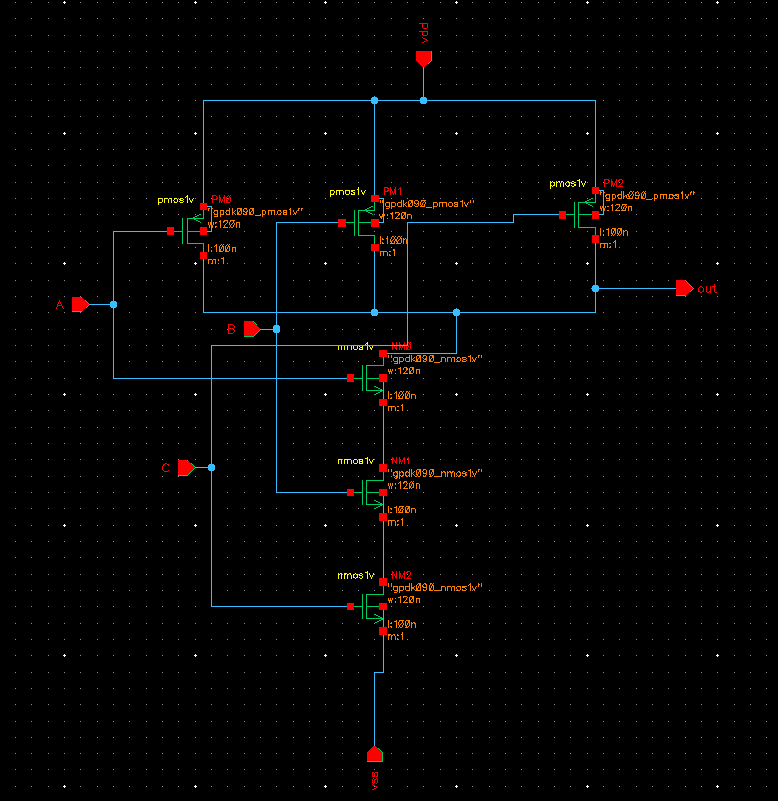 vdd
pmos1v PM0
"gpdk090_pmos1v"
w:120n
l:100n
m:1
pmos1v PM1
"gpdk090_pmos1v"
w:120n
l:100n
m:1
pmos1v PM2
"gpdk090_pmos1v"
w:120n
l:100n
m:1
out
A
B
nmos1v NM0
"gpdk090_nmos1v"
w:120n
l:100n
m:1
C
nmos1v NM1
"gpdk090_nmos1v"
w:120n
l:100n
m:1
nmos1v NM2
"gpdk090_nmos1v"
w:120n
l:100n
m:1
vss